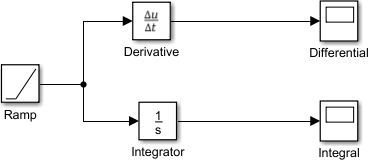 Δu
Δt
Derivative
Differential
Ramp
1
s
Integrator
Integral